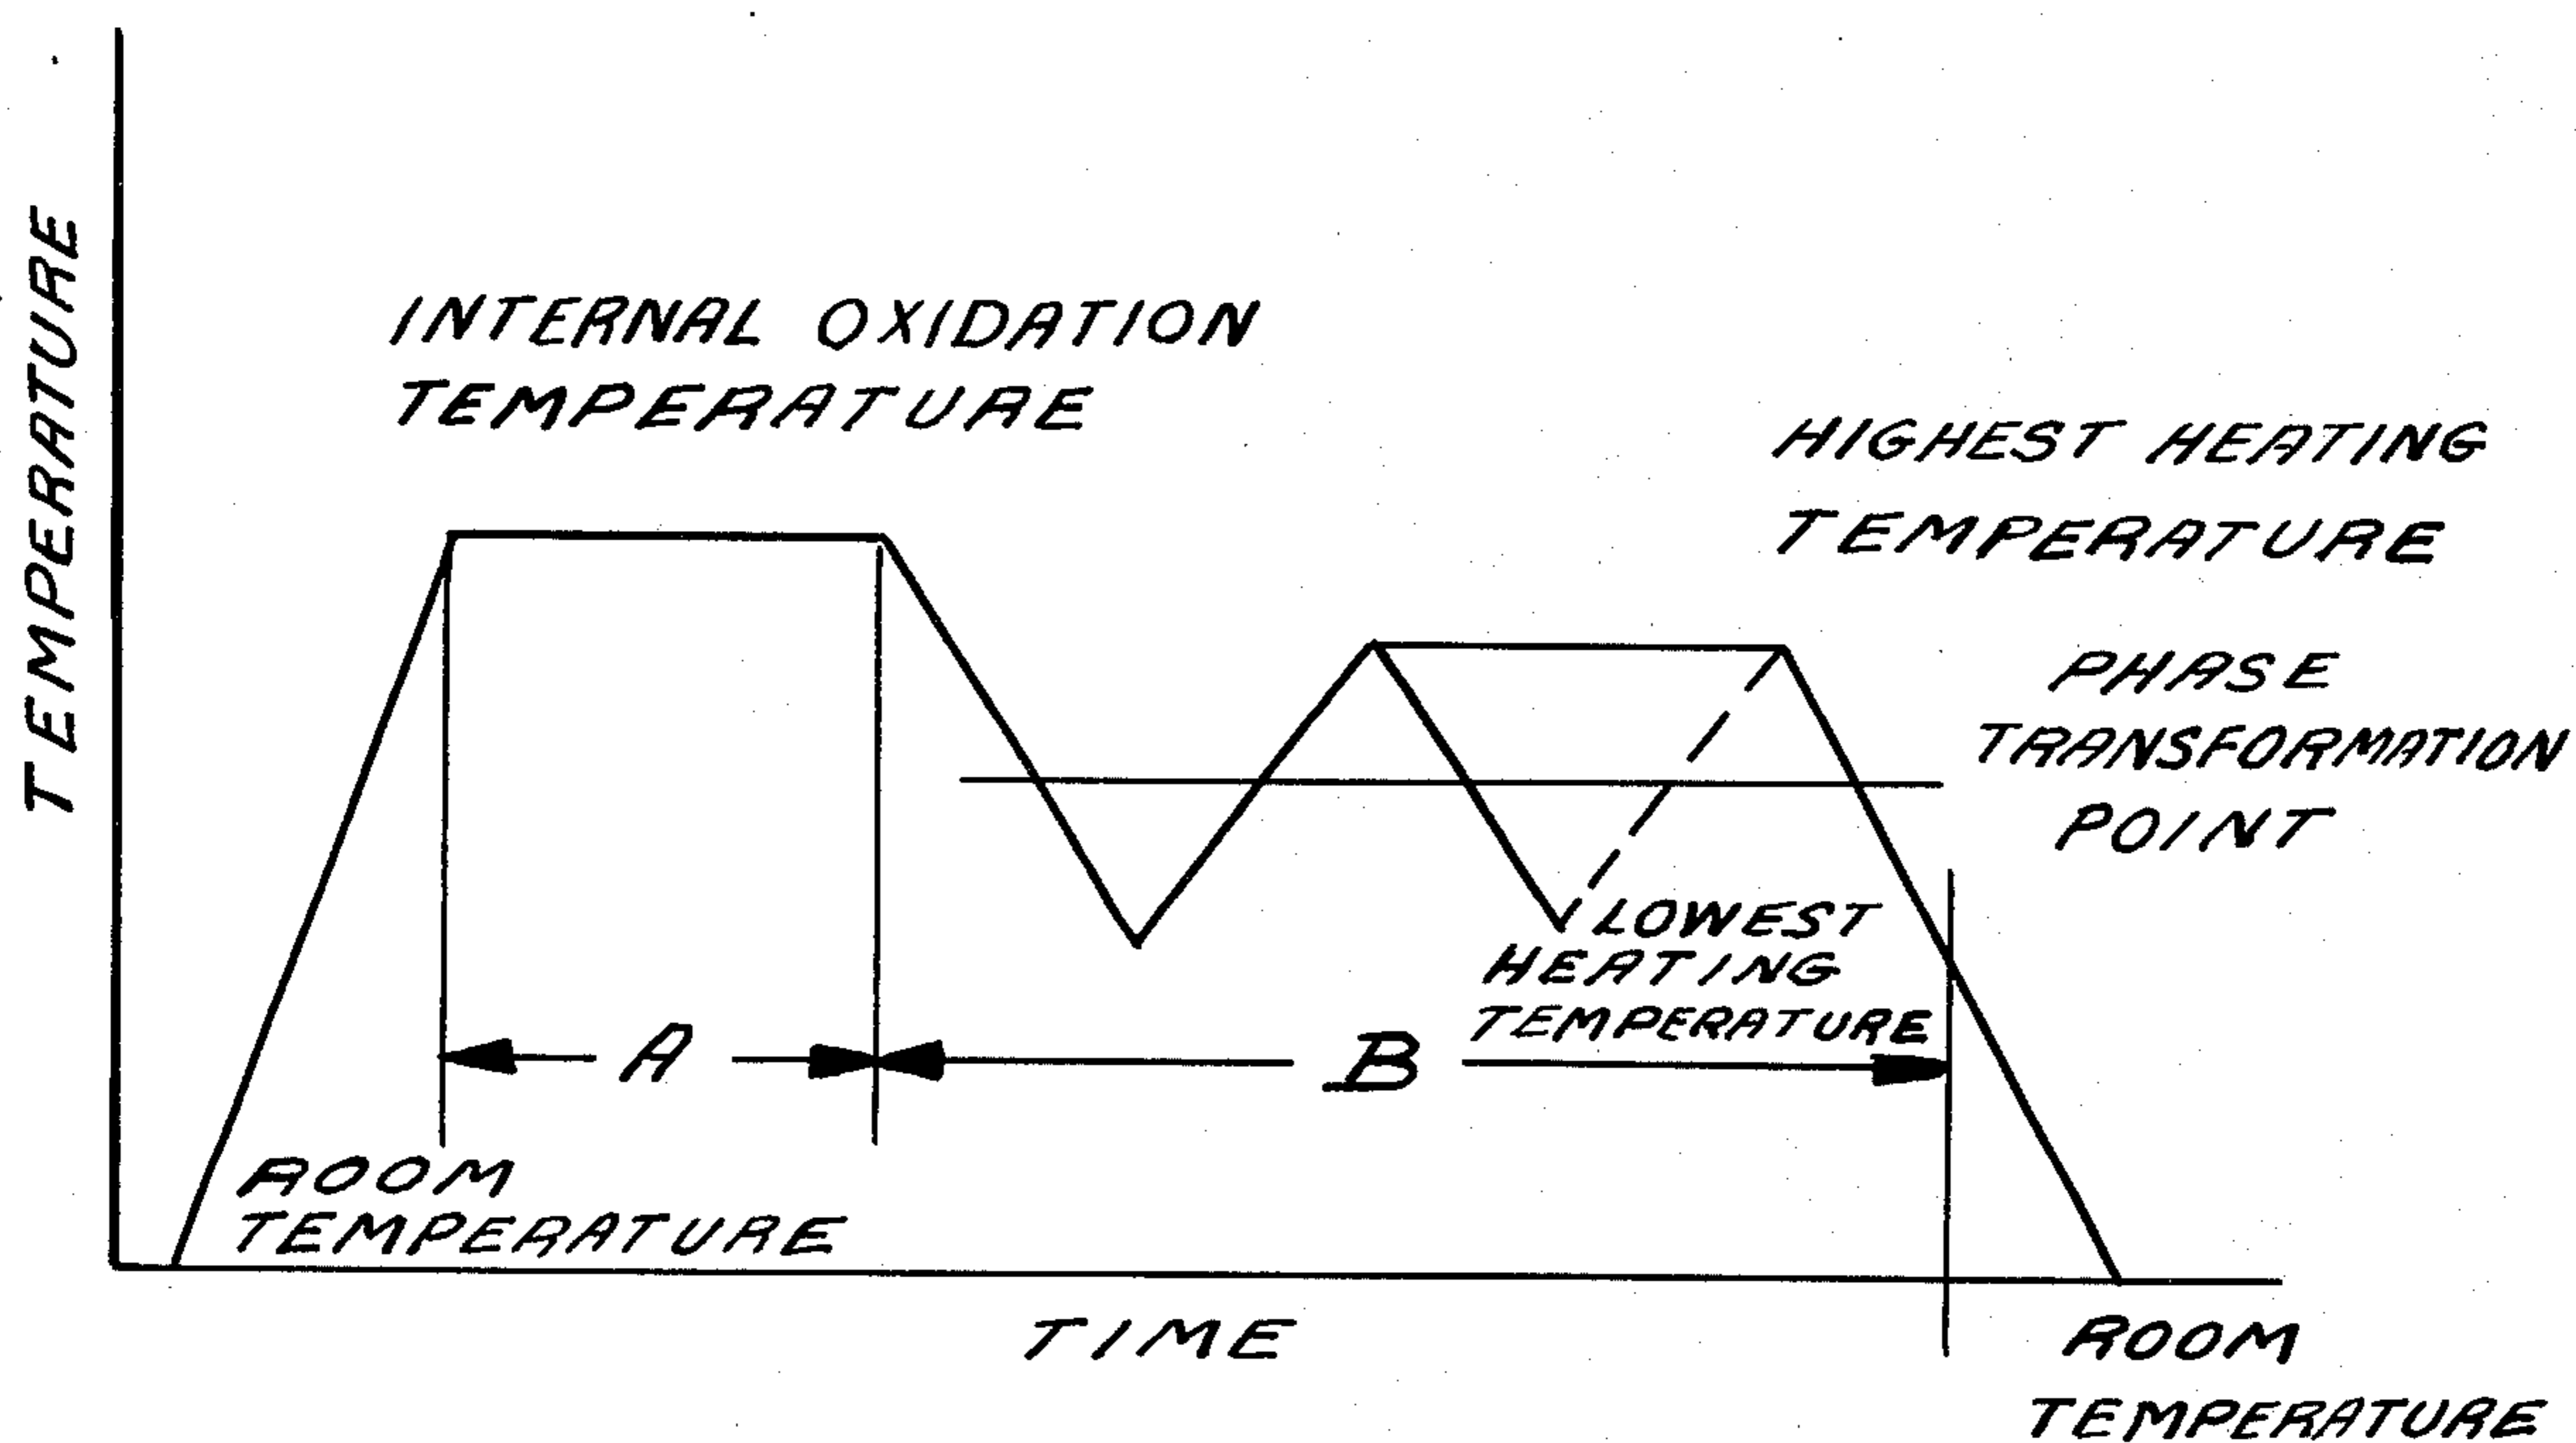 TEMPERATURE
INTERNAL OXIDATION
TEMPERATURE
HIGHEST HEATING
TEMPERATURE
PHASE
TRANSFORMATION
POINT
LOWEST
HEATING
TEMPERATURE
A
B
ROOM
TEMPERATURE
TIME
ROOM
TEMPERATURE